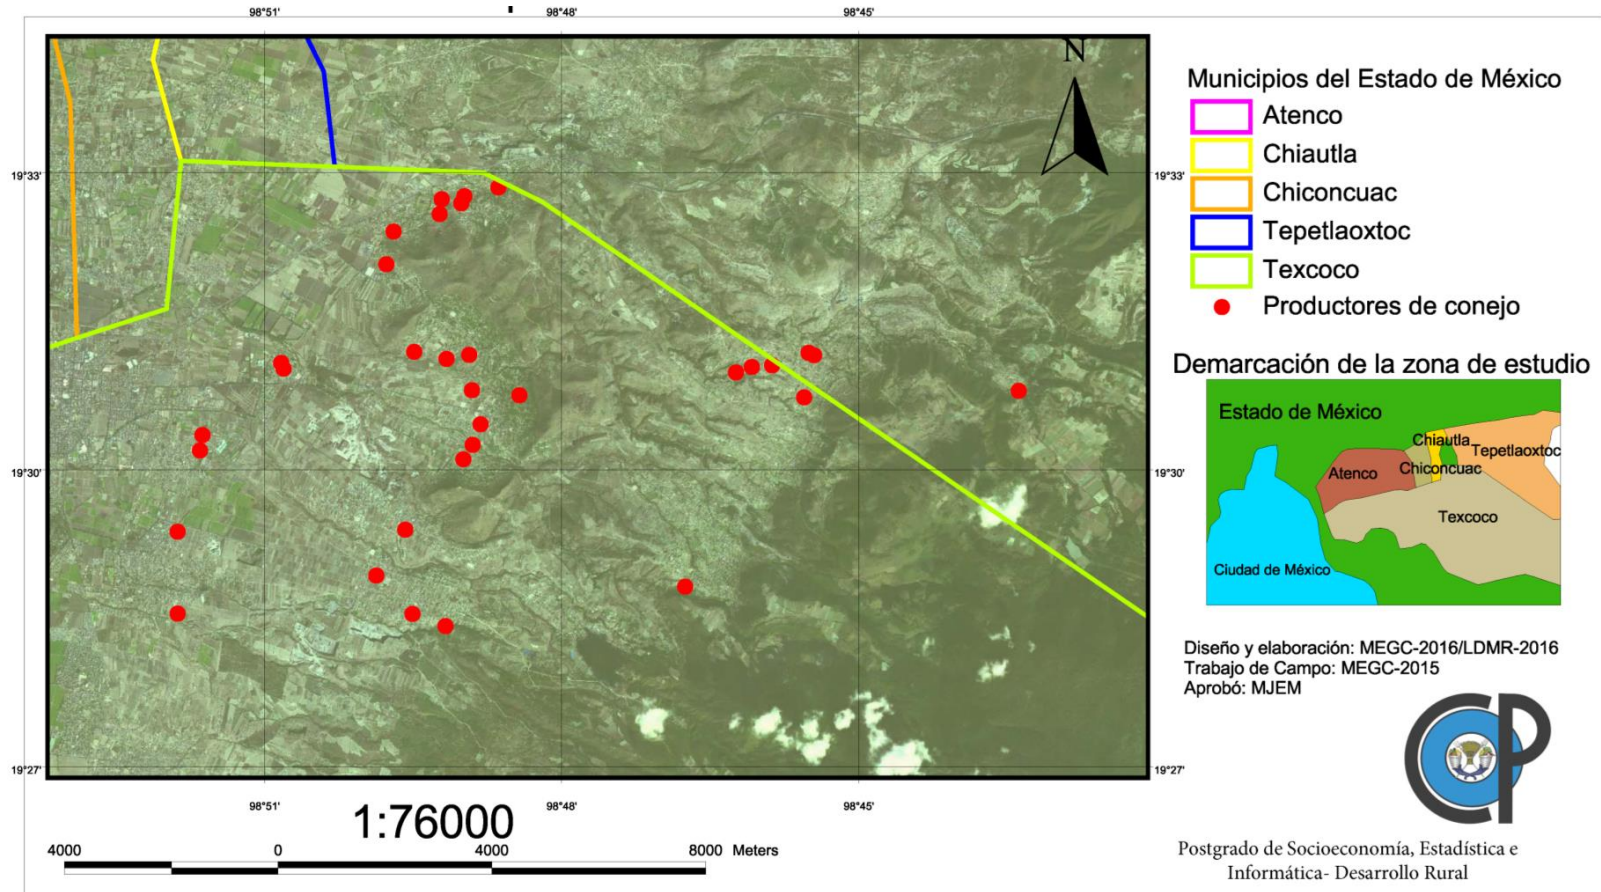 98°51'
98°48'
98°45'
N
19°33'
19°33'
19°30'
19°30'
19°27'
19°27'
98°51'
98°48'
98°45'
1:76000
4000 0 4000 8000 Meters
Municipios del Estado de México
Atenco
Chiautla
Chiconcuac
Tepetlaoxtoc
Texcoco
Productores de conejo
Demarcación de la zona de estudio
Estado de México
Chiautla
Tepetlaoxtoc
Chiconcuac
Atenco
Texcoco
Ciudad de México
Diseño y elaboración: MEGC-2016/LDMR-2016
Trabajo de Campo: MEGC-2015
Aprobó: MJEM
CP
Postgrado de Socioeconomía, Estadística e
Informática- Desarrollo Rural